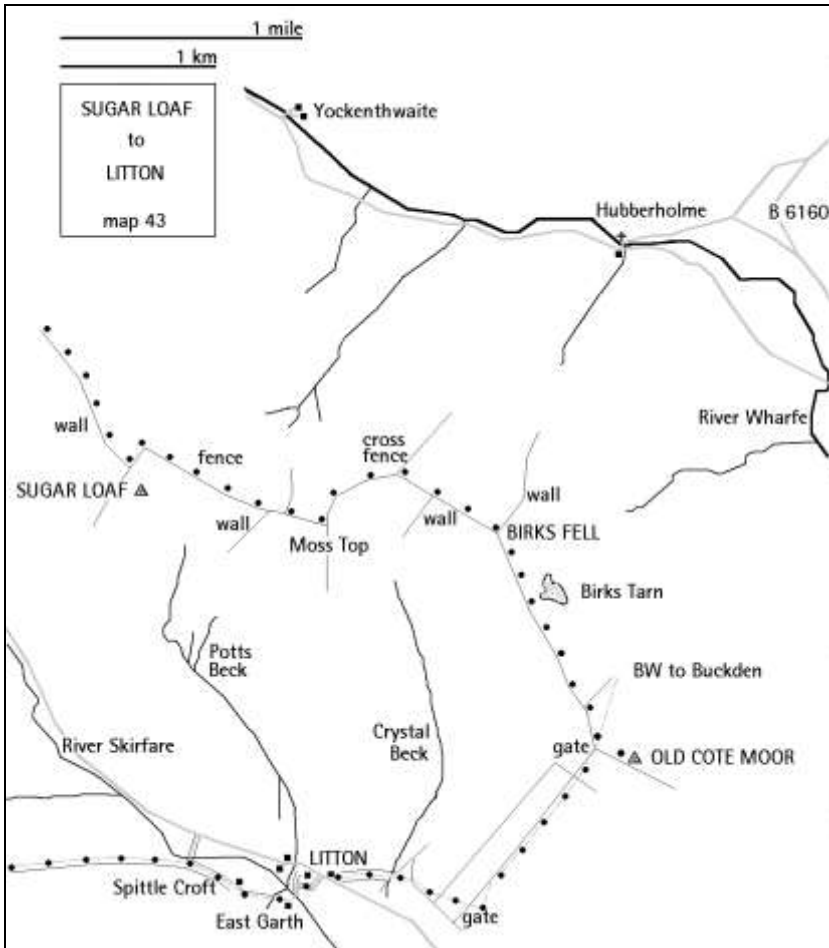 1 mile
1 km
SUGAR LOAF
to
LITTON
map 43
Yockenthwaite
Hubberholme
B 6160
River Wharfe
wall
fence
cross
fence
SUGAR LOAF
wall
Moss Top
wall
wall
BIRKS FELL
Birks Tarn
Potts
Beck
BW to Buckden
River Skirfare
Crystal
Beck
gate
OLD COTE MOOR
LITTON
Spittle Croft
East Garth
gate